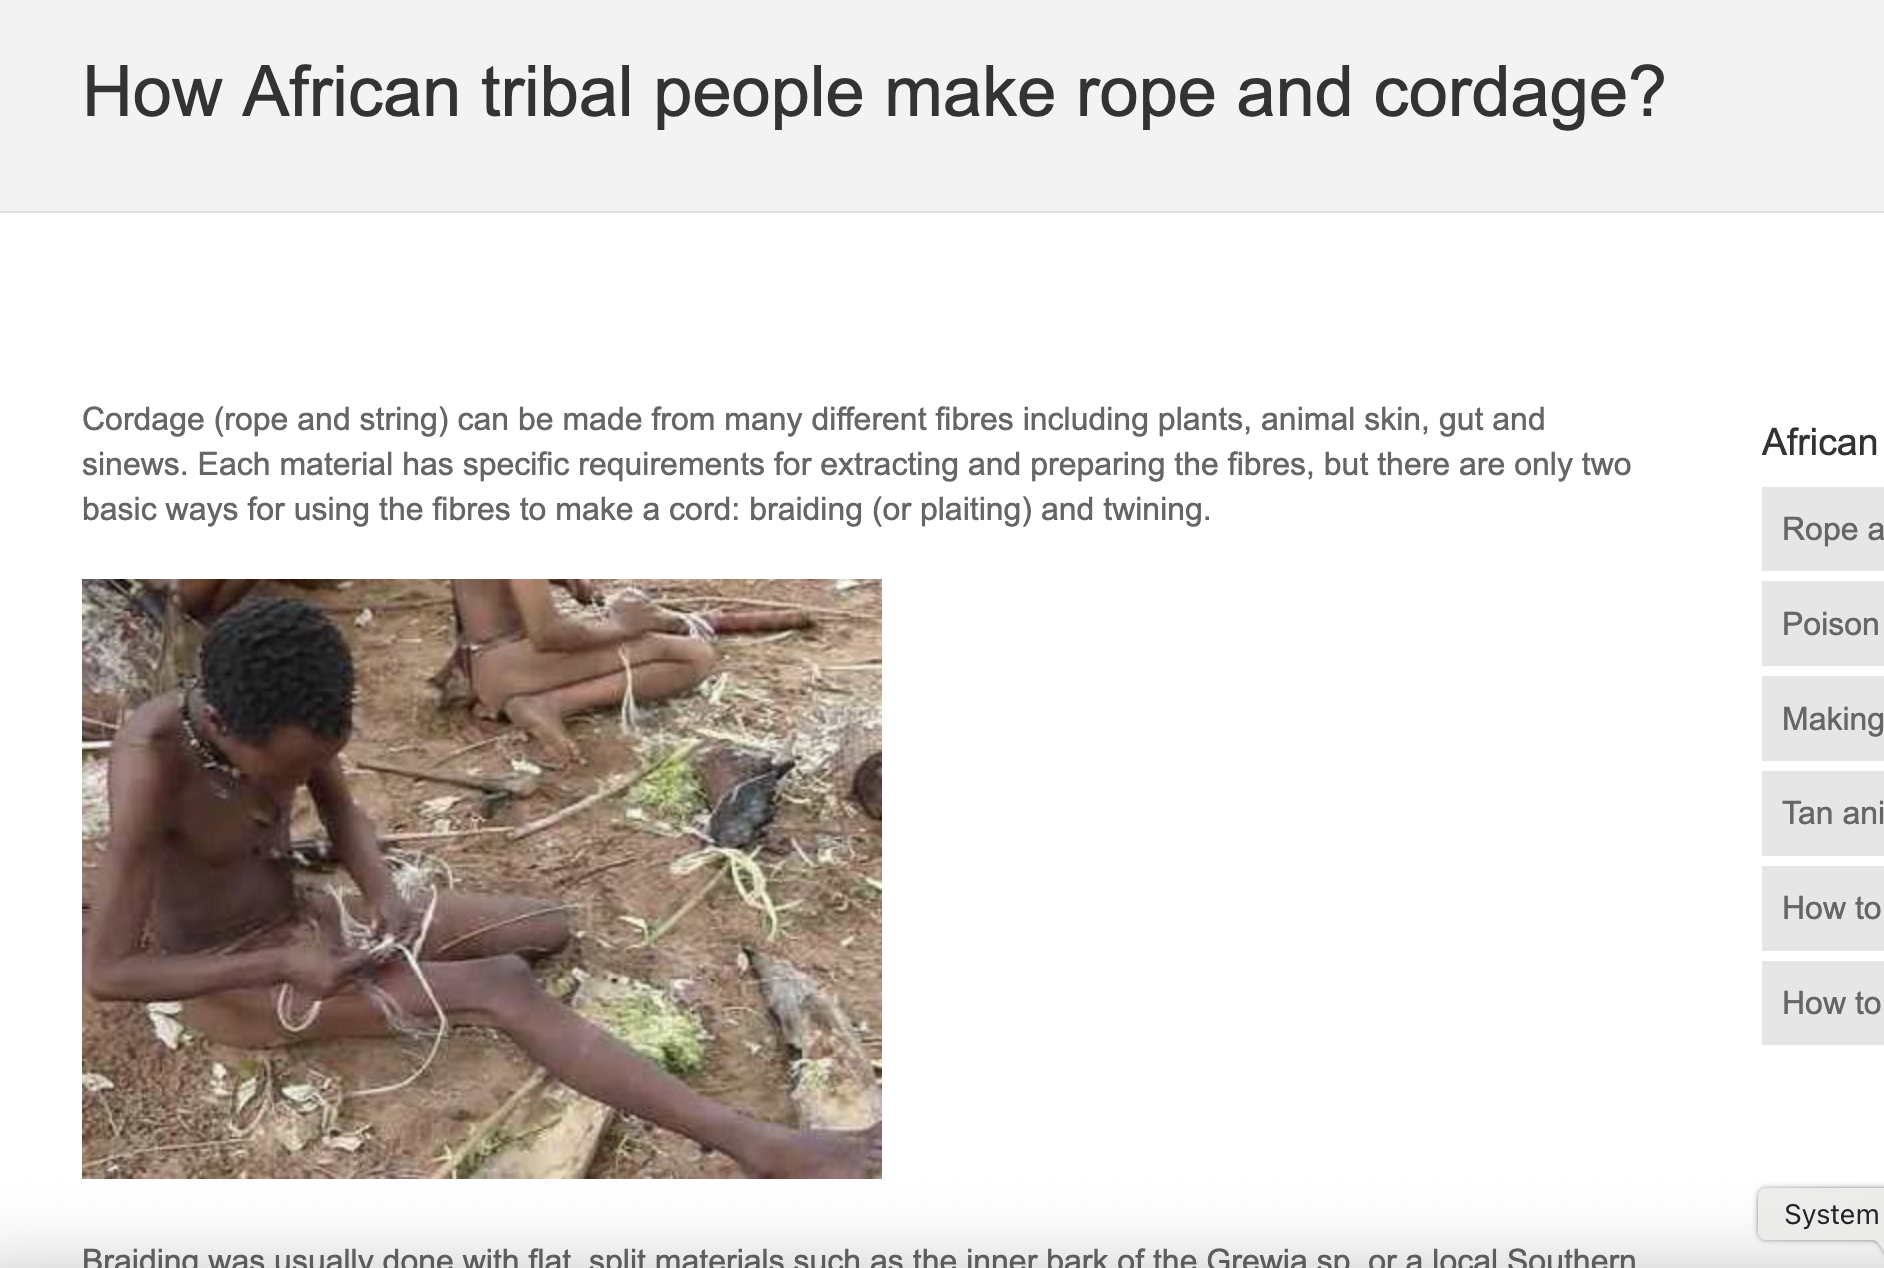 How African tribal people make rope and cordage?
Cordage (rope and string) can be made from many different fibres including plants, animal skin, gut and
sinews. Each material has specific requirements for extracting and preparing the fibres, but there are only two
basic ways for using the fibres to make a cord: braiding (or plaiting) and twining.
Braiding was usually done with flat, split materials such as the inner bark of the Grewia sp. or a local Southern
African
Rope a
Poison
Making
Tan ani
How to
How to
System